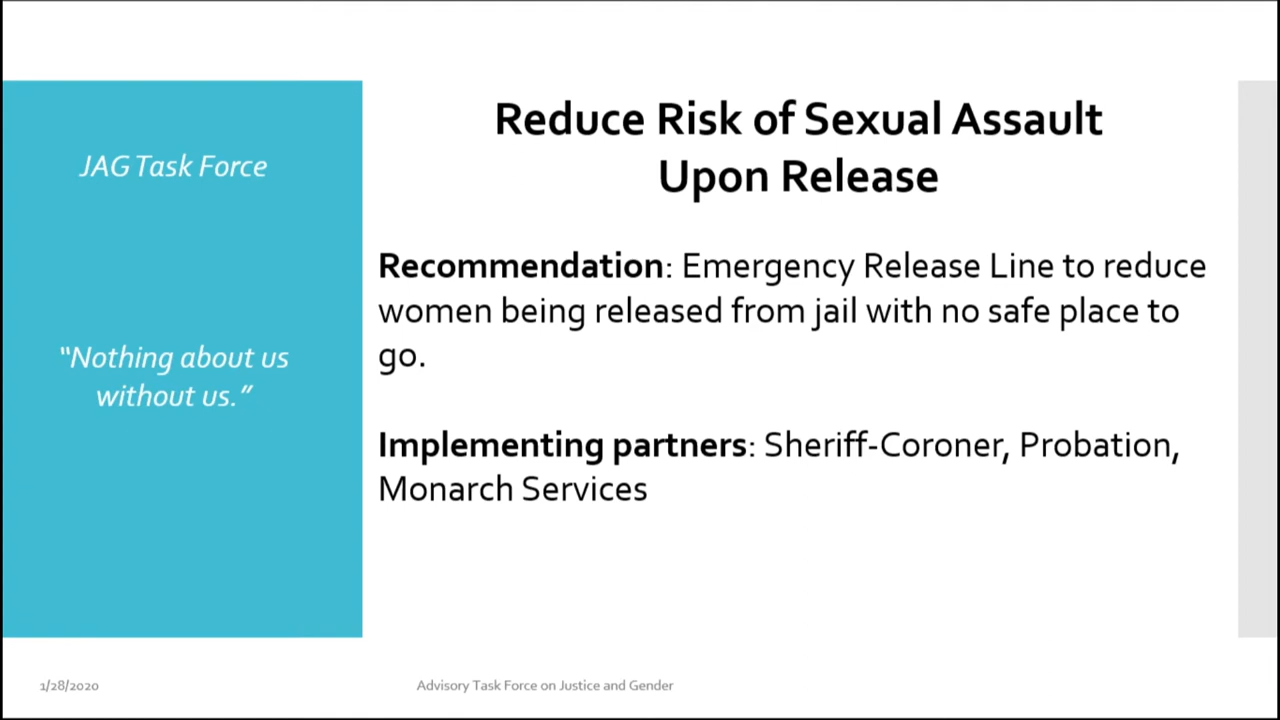 JAG Task Force
"Nothing about us
without us."
Reduce Risk of Sexual Assault
Upon Release
Recommendation: Emergency Release Line to reduce
women being released from jail with no safe place to
go.
Implementing partners: Sheriff-Coroner, Probation,
Monarch Services
1/28/2020
Advisory Task Force on Justice and Gender